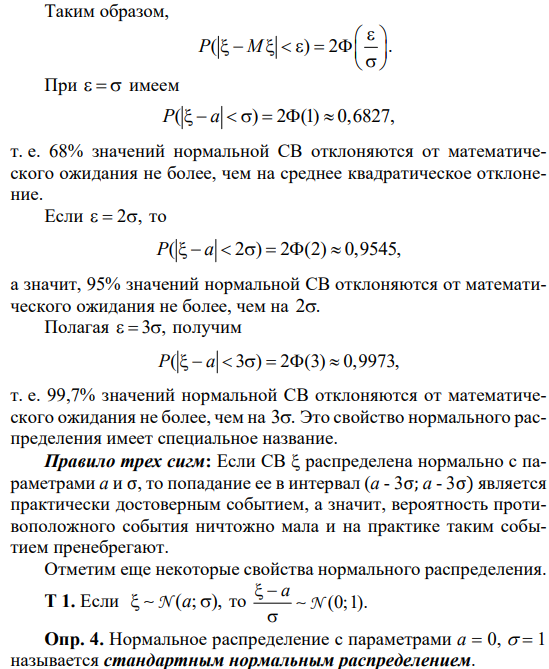 Таким образом,
P(|ξ − Mξ| < ε) = 2Φ(ε/σ).
При ε = σ имеем
P(|ξ − a| < σ) = 2Φ(1) ≈ 0,6827,
т. е. 68% значений нормальной СВ отклоняются от математиче-
ского ожидания не более, чем на среднее квадратическое отклоне-
ние.
Если ε = 2σ, то
P(|ξ − a| < 2σ) = 2Φ(2) ≈ 0,9545,
а значит, 95% значений нормальной СВ отклоняются от математи-
ческого ожидания не более, чем на 2σ.
Полагая ε = 3σ, получим
P(|ξ − a| < 3σ) = 2Φ(3) ≈ 0,9973,
т. е. 99,7% значений нормальной СВ отклоняются от математиче-
ского ожидания не более, чем на 3σ. Это свойство нормального рас-
пределения имеет специальное название.
Правило трех сигм: Если СВ ξ распределена нормально с па-
раметрами a и σ, то попадание ее в интервал (a - 3σ; a - 3σ) является
практически достоверным событием, а значит, вероятность проти-
воположного события ничтожно мала и на практике таким собы-
тием пренебрегают.
Отметим еще некоторые свойства нормального распределения.
Т 1. Если ξ ~ N(a; σ), то (ξ − a)/σ ~ N(0; 1).
Опр. 4. Нормальное распределение с параметрами a = 0, σ = 1
называется стандартным нормальным распределением.